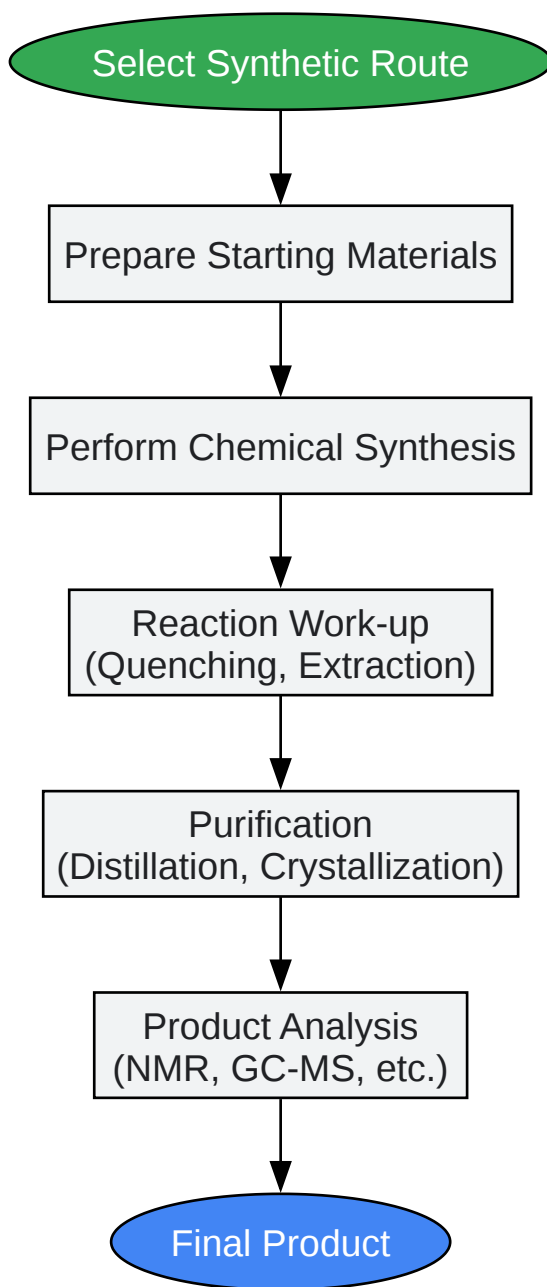 Select Synthetic Route
Prepare Starting Materials
Perform Chemical Synthesis
Reaction Work-up
(Quenching, Extraction)
Purification
(Distillation, Crystallization)
Product Analysis
(NMR, GC-MS, etc.)
Final Product